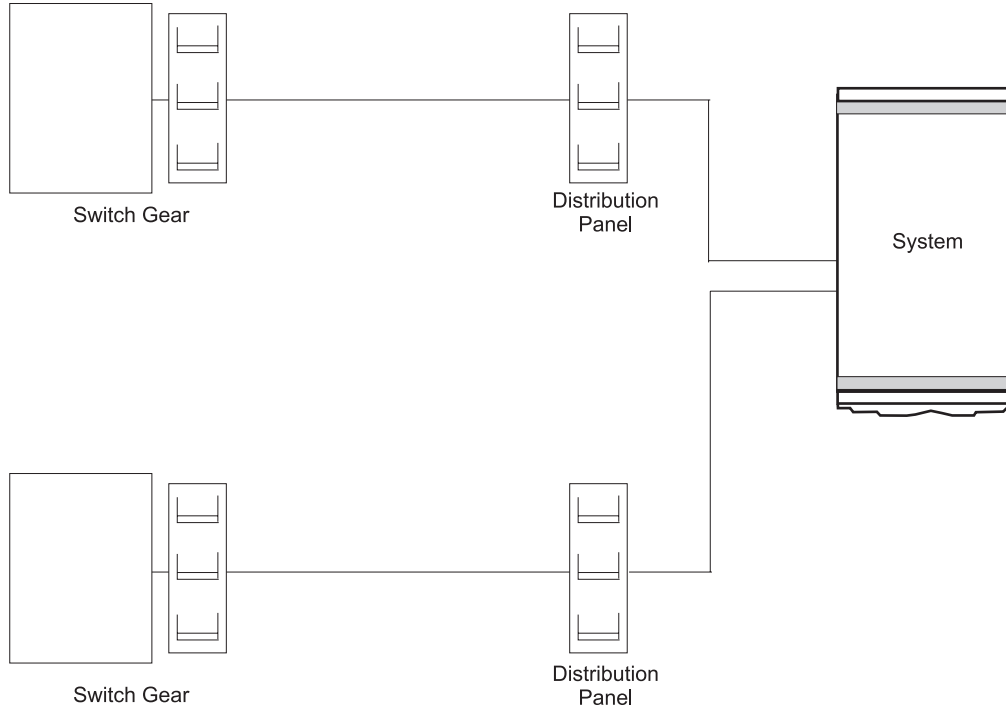 Switch Gear
Distribution
Panel
System
Switch Gear
Distribution
Panel